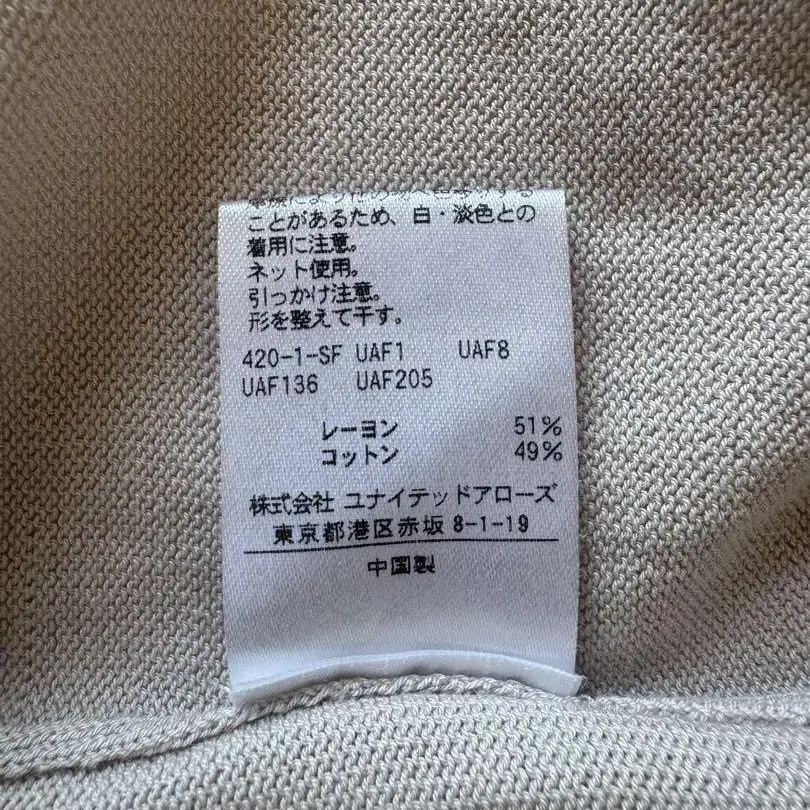 ことがあるため、白・淡色との
着用に注意。
ネット使用。
引っかけ注意。
形を整えて干す。
420-1-SF UAF1 UAF8
UAF136 UAF205
レーヨン 51%
コットン 49%
株式会社 ユナイテッドアローズ
東京都港区赤坂 8-1-19
中国製